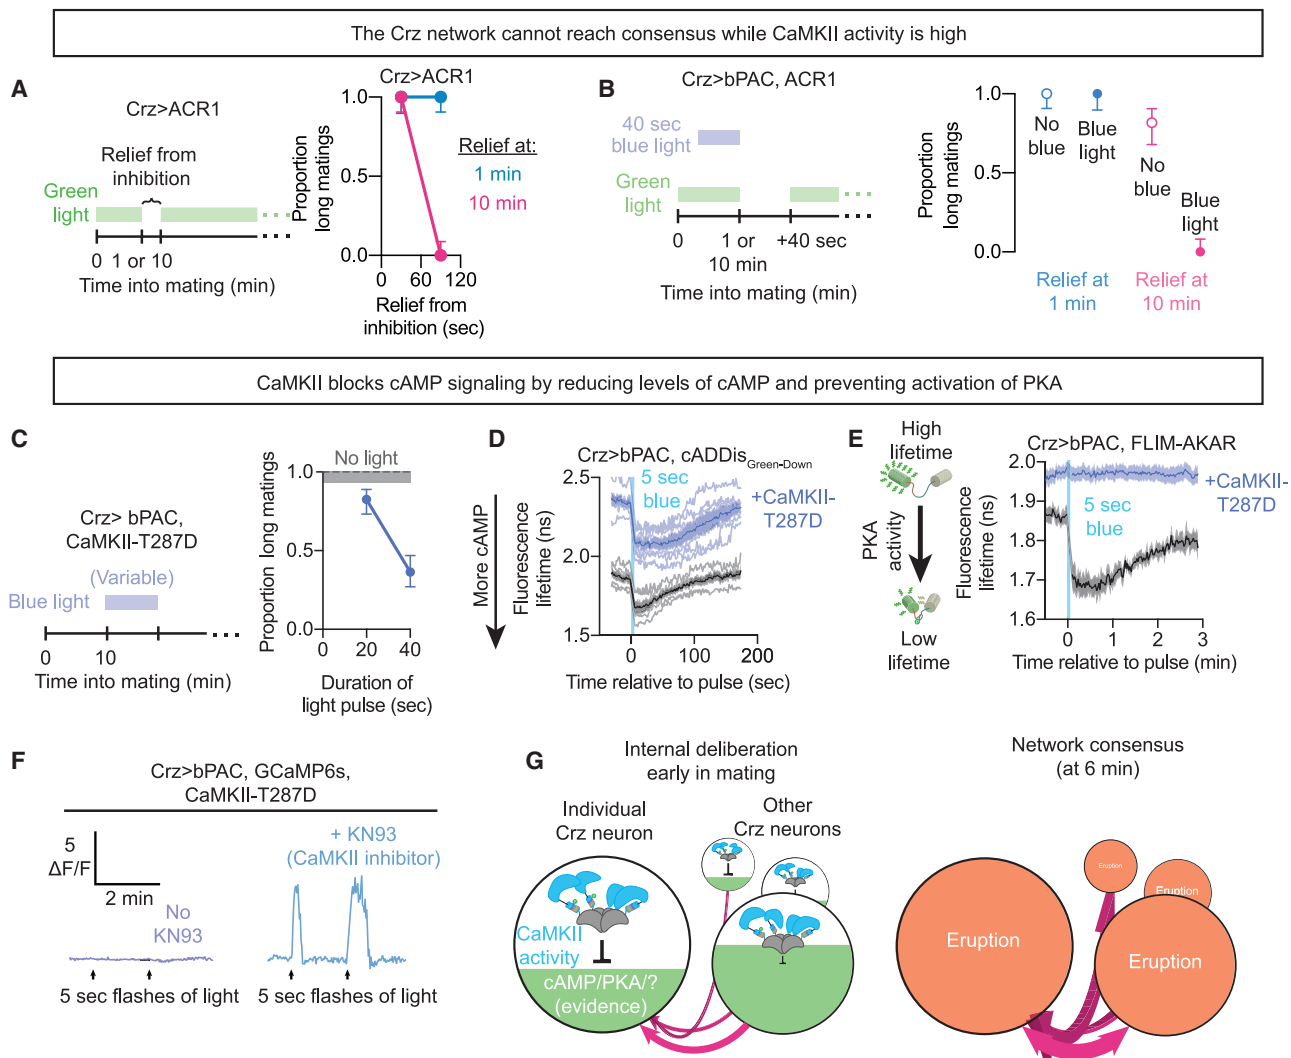 The Crz network cannot reach consensus while CaMKII activity is high
A
Crz>ACR1
Relief from
inhibition
Green
light
0 1 or 10
Time into mating (min)
Crz>ACR1
Proportion
long matings
1.0
0.5
0.0
0 60 120
Relief from
inhibition (sec)
Relief at:
1 min
10 min
B
Crz>bPAC, ACR1
40 sec
blue light
Green
light
0 1 or +40 sec
10 min
Time into mating (min)
Proportion
long matings
1.0
0.5
0.0
No
blue
Blue
light
No
blue
Blue
light
Relief at
1 min
Relief at
10 min
CaMKII blocks cAMP signaling by reducing levels of cAMP and preventing activation of PKA
C
Crz> bPAC,
CaMKII-T287D
(Variable)
Blue light
0 10
Time into mating (min)
Proportion long matings
1.0
0.5
0.0
No light
0 20 40
Duration of
light pulse (sec)
D
Crz>bPAC, cADDis Green-Down
More cAMP
Fluorescence
lifetime (ns)
2.5
2.0
1.5
5 sec
blue
+CaMKII-
T287D
0 100 200
Time relative to pulse (sec)
E
High
lifetime
PKA
activity
Low
lifetime
Crz>bPAC, FLIM-AKAR
Fluorescence
lifetime (ns)
2.0
1.9
1.8
1.7
1.6
5 sec
blue
+CaMKII-
T287D
0 1 2 3
Time relative to pulse (min)
F
Crz>bPAC, GCaMP6s,
CaMKII-T287D
5
ΔF/F
2 min
No
KN93
5 sec flashes of light
+ KN93
(CaMKII inhibitor)
5 sec flashes of light
G
Internal deliberation
early in mating
Individual
Crz neuron
Other
Crz neurons
CaMKII
activity
cAMP/PKA/?
(evidence)
Network consensus
(at 6 min)
Eruption
Eruption
Eruption
Eruption